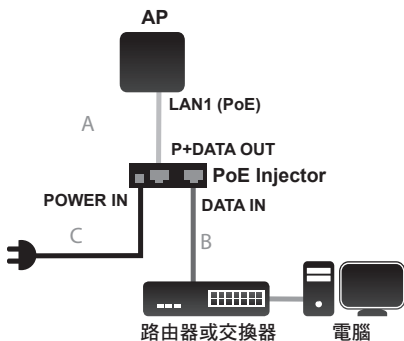 AP
LAN1 (PoE)
A
P+DATA OUT
PoE Injector
POWER IN
DATA IN
C
B
路由器或交換器
電腦